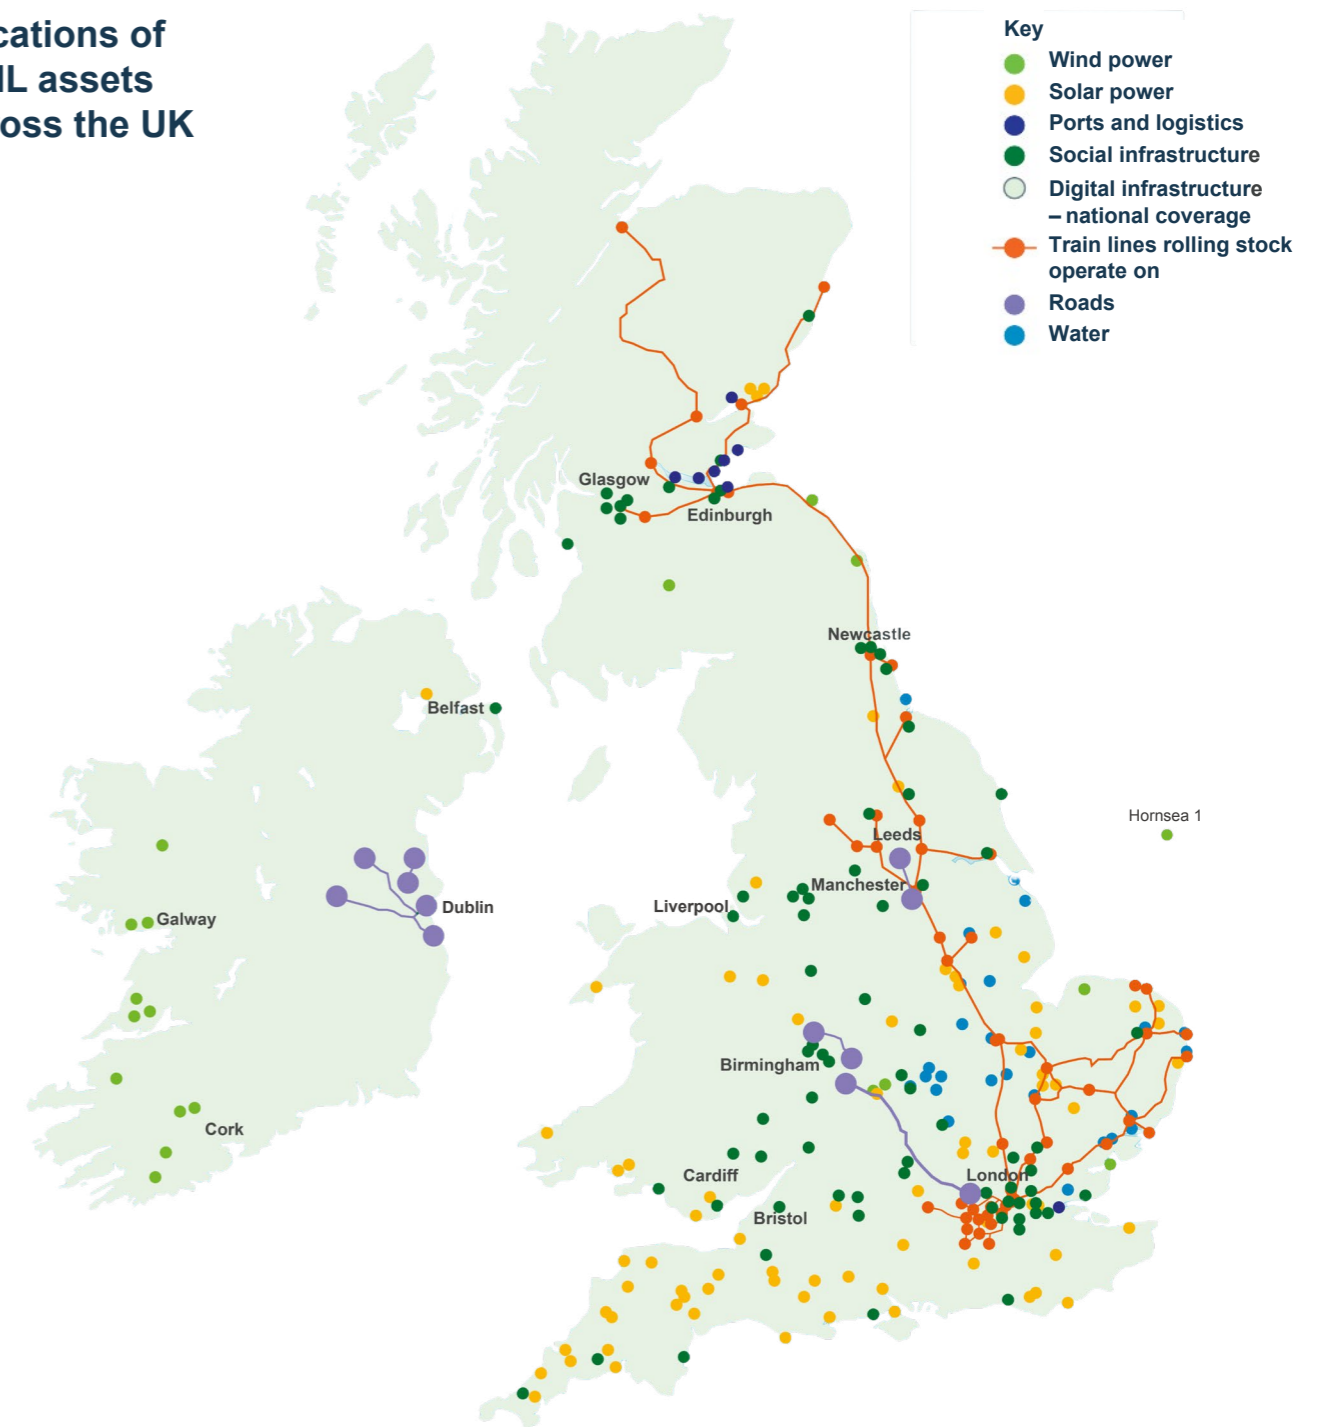 cations of
IL assets
oss the UK
Key
Wind power
Solar power
Ports and logistics
Social infrastructure
Digital infrastructure
– national coverage
Train lines rolling stock
operate on
Roads
Water
Glasgow
Edinburgh
Newcastle
Belfast
Hornsea 1
Leeds
Manchester
Liverpool
Dublin
Galway
Birmingham
Cork
Cardiff
London
Bristol